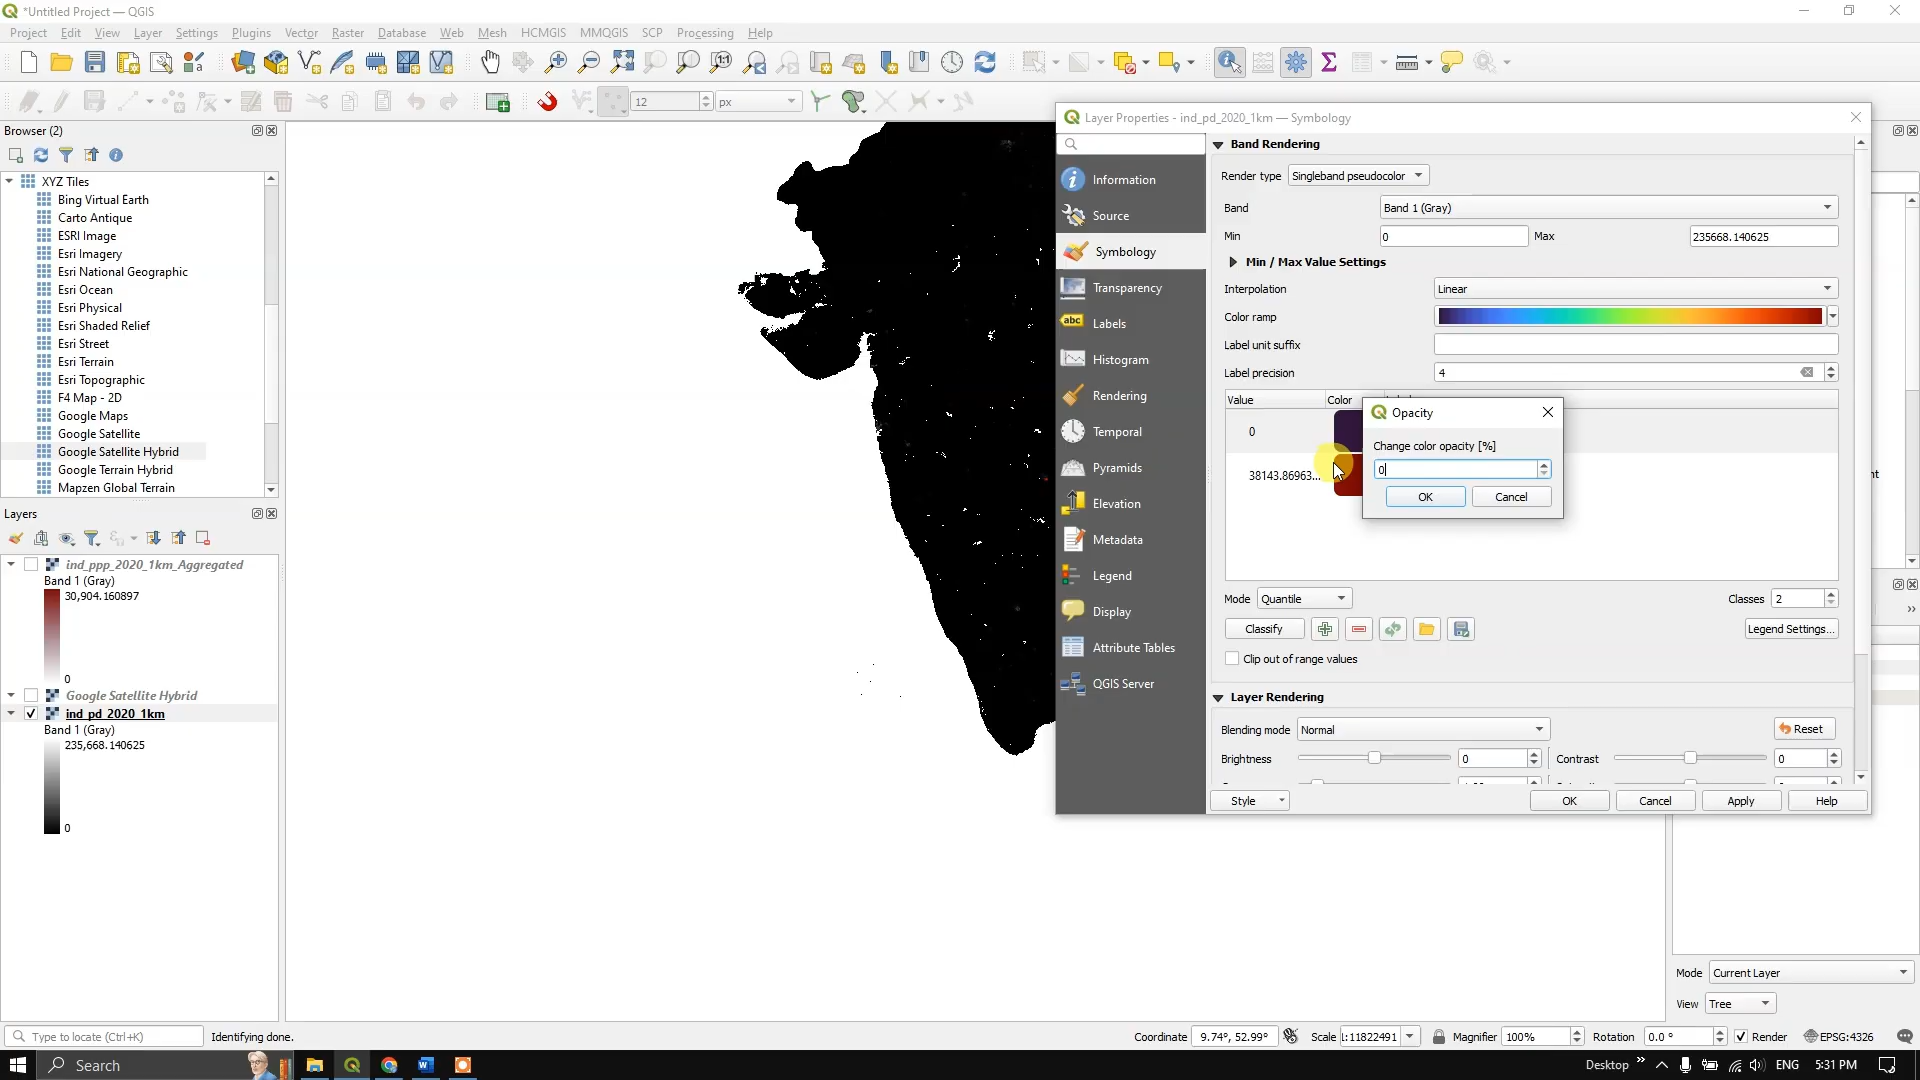 *Untitled Project — QGIS
Project Edit View Layer Settings Plugins Vector Raster Database Web Mesh HCMGIS MMQGIS SCP Processing Help
12 px
Browser (2)
XYZ Tiles
Bing Virtual Earth
Carto Antique
ESRI Image
Esri Imagery
Esri National Geographic
Esri Ocean
Esri Physical
Esri Shaded Relief
Esri Street
Esri Terrain
Esri Topographic
F4 Map - 2D
Google Maps
Google Satellite
Google Satellite Hybrid
Google Terrain Hybrid
Mapzen Global Terrain
Layers
ind_ppp_2020_1km_Aggregated
Band 1 (Gray)
30,904.160897
0
Google Satellite Hybrid
ind_pd_2020_1km
Band 1 (Gray)
235,668.140625
0
Layer Properties - ind_pd_2020_1km — Symbology
Information
Source
Symbology
Transparency
abc Labels
Histogram
Rendering
Temporal
Pyramids
Elevation
Metadata
Legend
Display
Attribute Tables
QGIS Server
Band Rendering
Render type Singleband pseudocolor
Band Band 1 (Gray)
Min 0 Max 235668.140625
Min / Max Value Settings
Interpolation Linear
Color ramp
Label unit suffix
Label precision 4
Value Color
0
38143.86963...
Opacity
Change color opacity [%]
0
OK Cancel
Mode Quantile Classes 2
Classify Legend Settings...
Clip out of range values
Layer Rendering
Blending mode Normal Reset
Brightness 0 Contrast 0
Style OK Cancel Apply Help
Mode Current Layer
View Tree
Type to locate (Ctrl+K) Identifying done. Coordinate 9.74°, 52.99° Scale 1:11822491 Magnifier 100% Rotation 0.0 ° Render EPSG:4326
Search Desktop ENG 5:31 PM